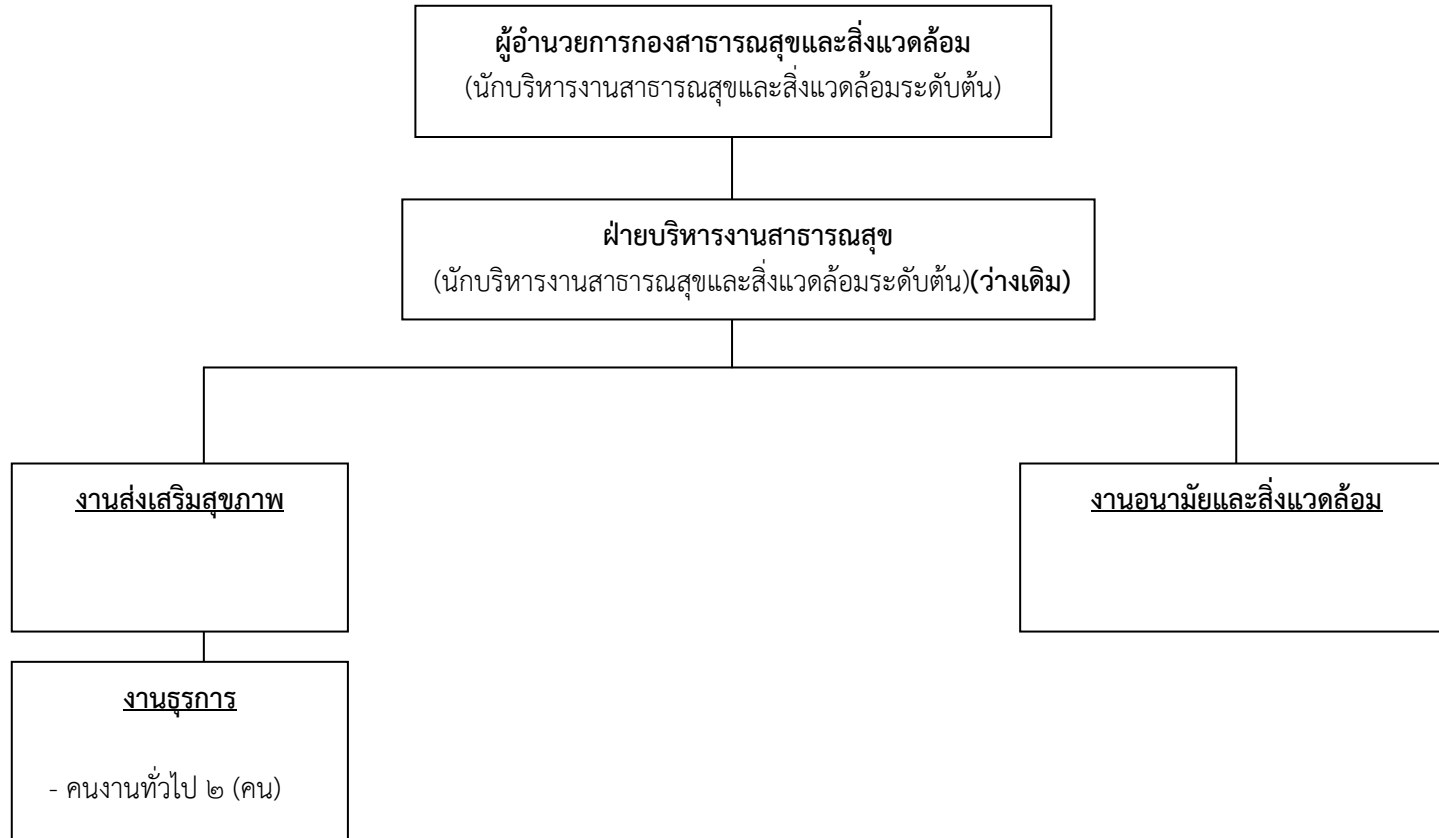 ผู้อำนวยการกองสาธารณสุขและสิ่งแวดล้อม
(นักบริหารงานสาธารณสุขและสิ่งแวดล้อมระดับต้น)
ฝ่ายบริหารงานสาธารณสุข
(นักบริหารงานสาธารณสุขและสิ่งแวดล้อมระดับต้น)(ว่างเดิม)
งานส่งเสริมสุขภาพ
งานอนามัยและสิ่งแวดล้อม
งานธุรการ
- คนงานทั่วไป ๒ (คน)